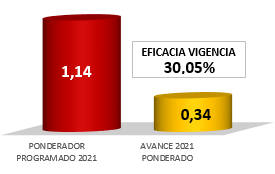 EFICACIA VIGENCIA
30,05%
1,14
0,34
PONDERADOR
PROGRAMADO 2021
AVANCE 2021
PONDERADO